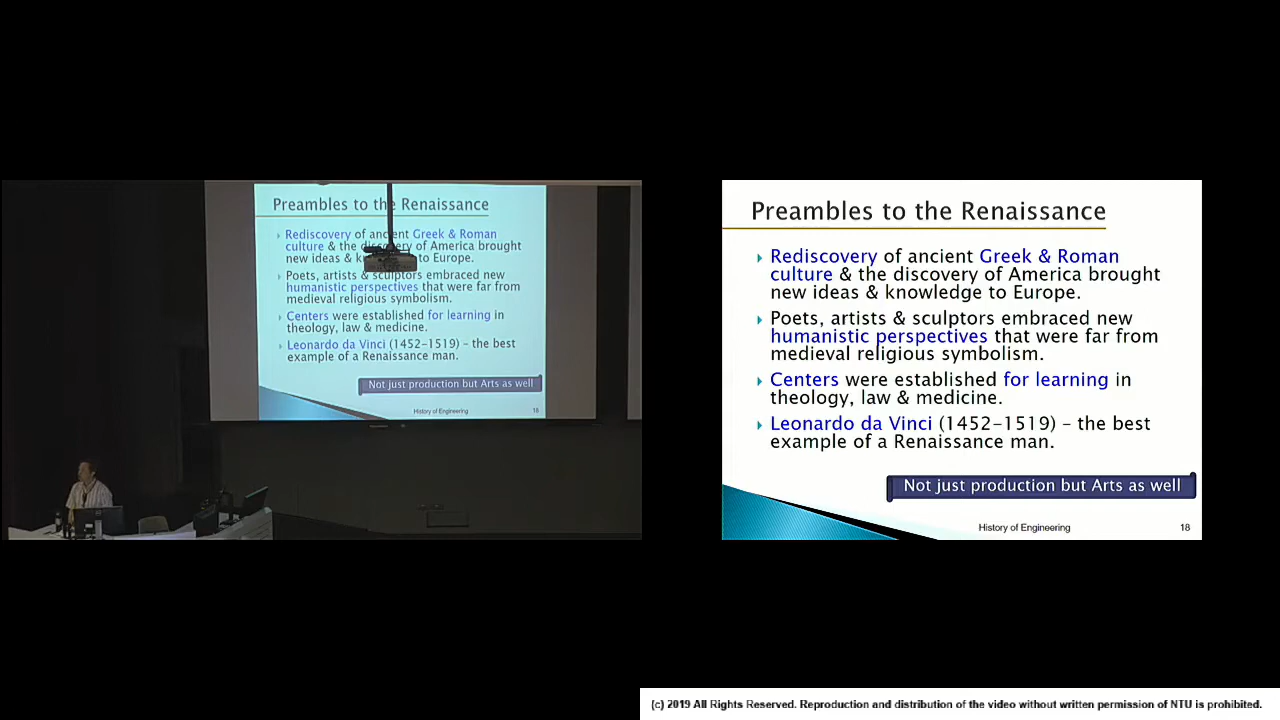 Preambles to the Renaissance
Rediscovery of ancient Greek & Roman
culture & the discovery of America brought
new ideas & to Europe.
Poets, artists & sculptors embraced new
humanistic perspectives that were far from
medieval religious symbolism.
Centers were established for learning in
theology, law & medicine.
Leonardo da Vinci (1452-1519) – the best
example of a Renaissance man.
Not just production but Arts as well
History of Engineering
18
Preambles to the Renaissance
Rediscovery of ancient Greek & Roman
culture & the discovery of America brought
new ideas & knowledge to Europe.
Poets, artists & sculptors embraced new
humanistic perspectives that were far from
medieval religious symbolism.
Centers were established for learning in
theology, law & medicine.
Leonardo da Vinci (1452-1519) – the best
example of a Renaissance man.
Not just production but Arts as well
History of Engineering
18
(c) 2019 All Rights Reserved. Reproduction and distribution of the video without written permission of NTU is prohibited.